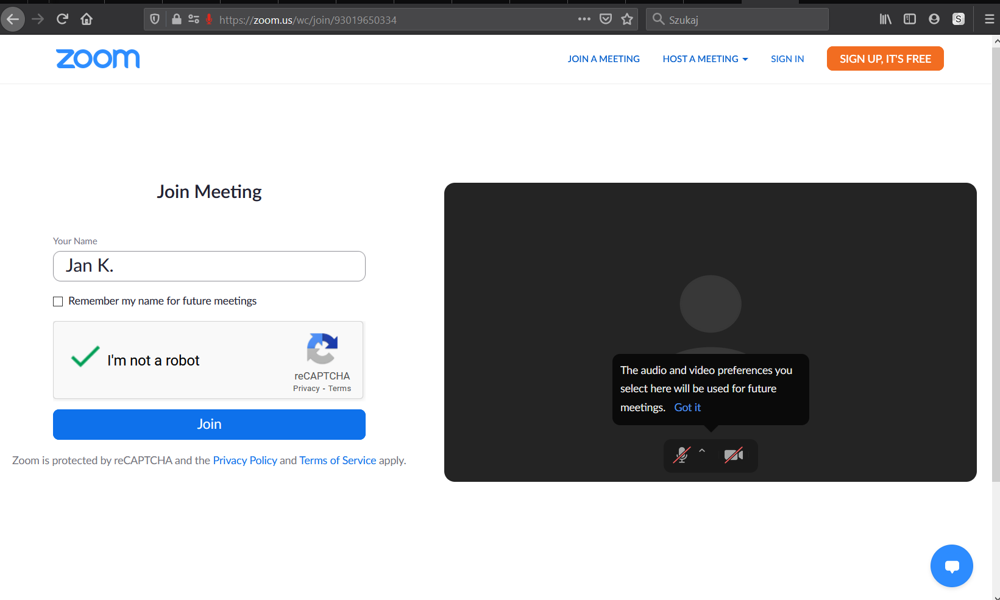 https://zoom.us/wc/join/93019650334
Szukaj
S
zoom
JOIN A MEETING
HOST A MEETING
SIGN IN
SIGN UP, IT'S FREE
Join Meeting
Your Name
Jan K.
Remember my name for future meetings
I'm not a robot
reCAPTCHA
Privacy - Terms
Join
Zoom is protected by reCAPTCHA and the Privacy Policy and Terms of Service apply.
The audio and video preferences you
select here will be used for future
meetings. Got it